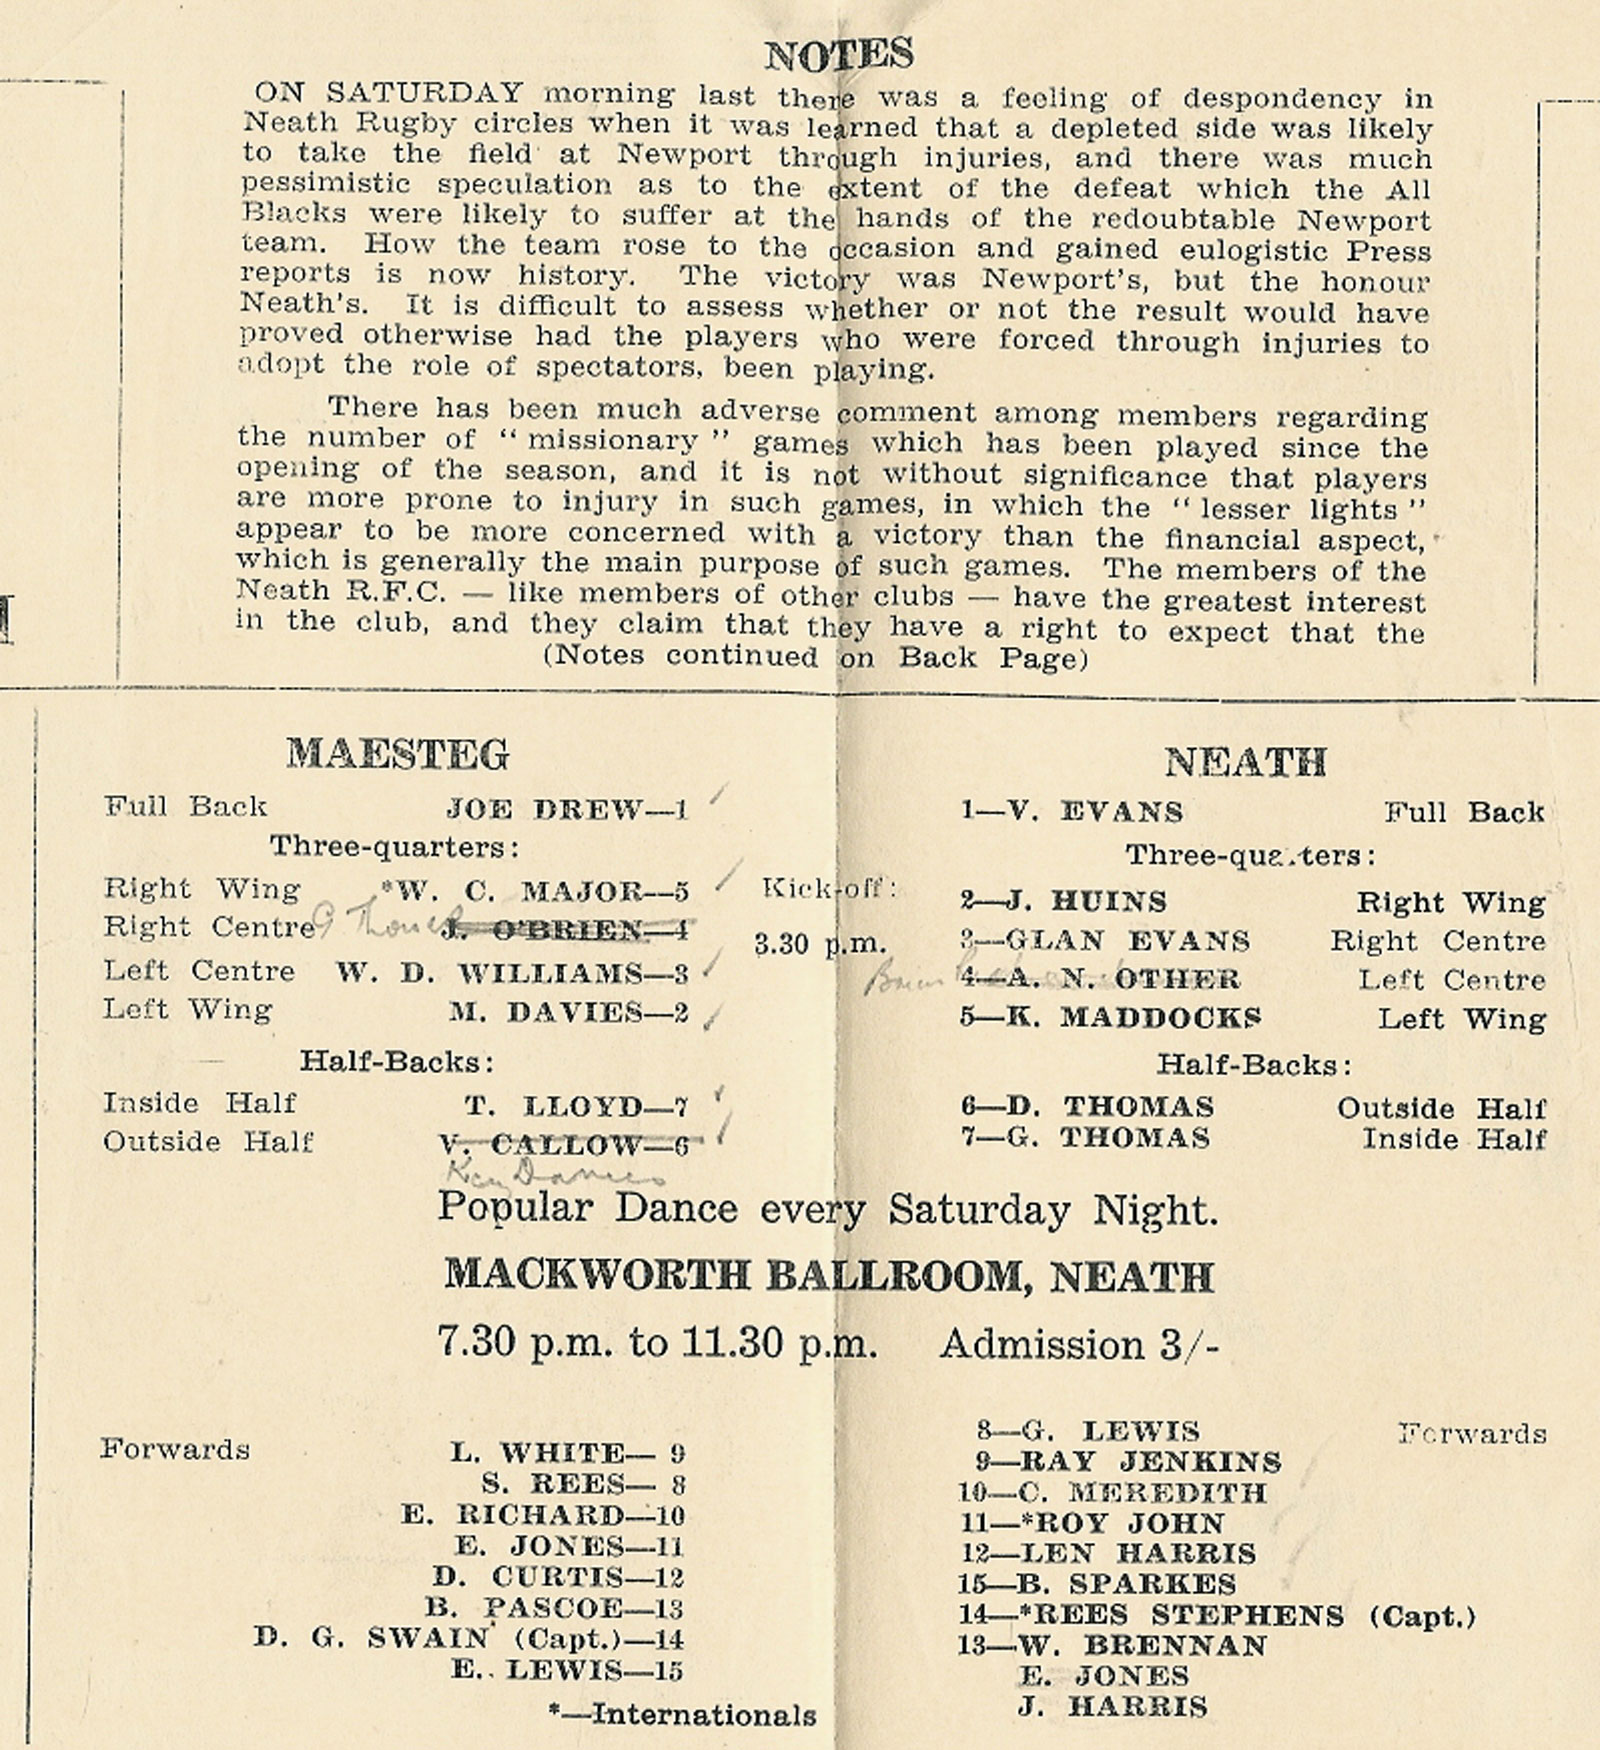 NOTES
ON SATURDAY morning last there was a feeling of despondency in
Neath Rugby circles when it was learned that a depleted side was likely
to take the field at Newport through injuries, and there was much
pessimistic speculation as to the extent of the defeat which the All
Blacks were likely to suffer at the hands of the redoubtable Newport
team. How the team rose to the occasion and gained eulogistic Press
reports is now history. The victory was Newport's, but the honour
Neath's. It is difficult to assess whether or not the result would have
proved otherwise had the players who were forced through injuries to
adopt the role of spectators, been playing.
There has been much adverse comment among members regarding
the number of “ missionary ” games which has been played since the
opening of the season, and it is not without significance that players
are more prone to injury in such games, in which the “ lesser lights ”
appear to be more concerned with a victory than the financial aspect,
which is generally the main purpose of such games. The members of the
Neath R.F.C. — like members of other clubs — have the greatest interest
in the club, and they claim that they have a right to expect that the
(Notes continued on Back Page)
MAESTEG
Full Back JOE DREW—1
Three-quarters:
Right Wing *W. C. MAJOR—5
Right Centre G Thomas J. O'BRIEN—4
Left Centre W. D. WILLIAMS—3
Left Wing M. DAVIES—2
Half-Backs:
Inside Half T. LLOYD—7
Outside Half V. CALLOW—6
Ken Davies
Kick-off:
3.30 p.m.
NEATH
1—V. EVANS Full Back
Three-quarters:
2—J. HUINS Right Wing
3—GLAN EVANS Right Centre
Brian 4—A. N. OTHER Left Centre
5—K. MADDOCKS Left Wing
Half-Backs:
6—D. THOMAS Outside Half
7—G. THOMAS Inside Half
Popular Dance every Saturday Night.
MACKWORTH BALLROOM, NEATH
7.30 p.m. to 11.30 p.m. Admission 3/-
Forwards L. WHITE— 9
S. REES— 8
E. RICHARD—10
E. JONES—11
D. CURTIS—12
B. PASCOE—13
D. G. SWAIN (Capt.)—14
E. LEWIS—15
*—Internationals
8—G. LEWIS Forwards
9—RAY JENKINS
10—C. MEREDITH
11—*ROY JOHN
12—LEN HARRIS
15—B. SPARKES
14—*REES STEPHENS (Capt.)
13—W. BRENNAN
E. JONES
J. HARRIS